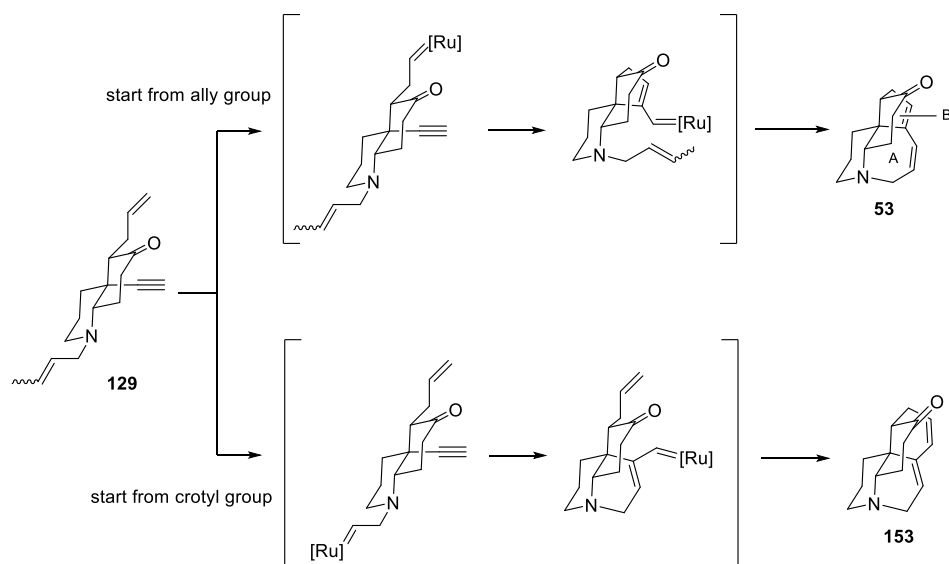 [Ru]
start from ally group
O
N
O
[Ru]
N
O
B
A
N
53
O
N
129
O
N
[Ru]
start from crotyl group
O
[Ru]
N
O
N
153